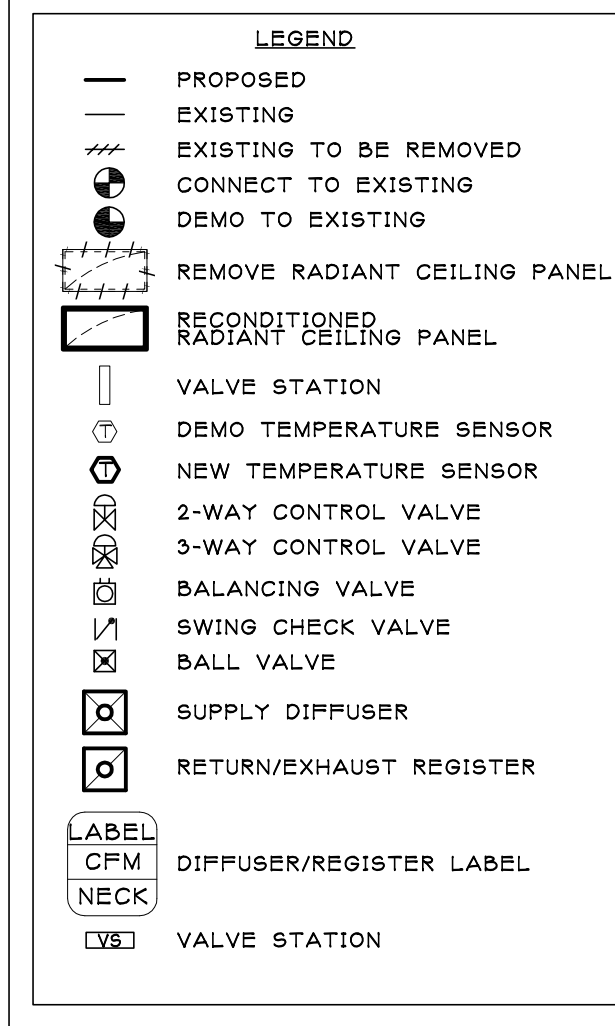 LEGEND
PROPOSED
EXISTING
EXISTING TO BE REMOVED
CONNECT TO EXISTING
DEMO TO EXISTING
REMOVE RADIANT CEILING PANEL
RECONDITIONED
RADIANT CEILING PANEL
VALVE STATION
T DEMO TEMPERATURE SENSOR
T NEW TEMPERATURE SENSOR
2-WAY CONTROL VALVE
3-WAY CONTROL VALVE
BALANCING VALVE
SWING CHECK VALVE
BALL VALVE
SUPPLY DIFFUSER
RETURN/EXHAUST REGISTER
LABEL
CFM DIFFUSER/REGISTER LABEL
NECK
VS VALVE STATION